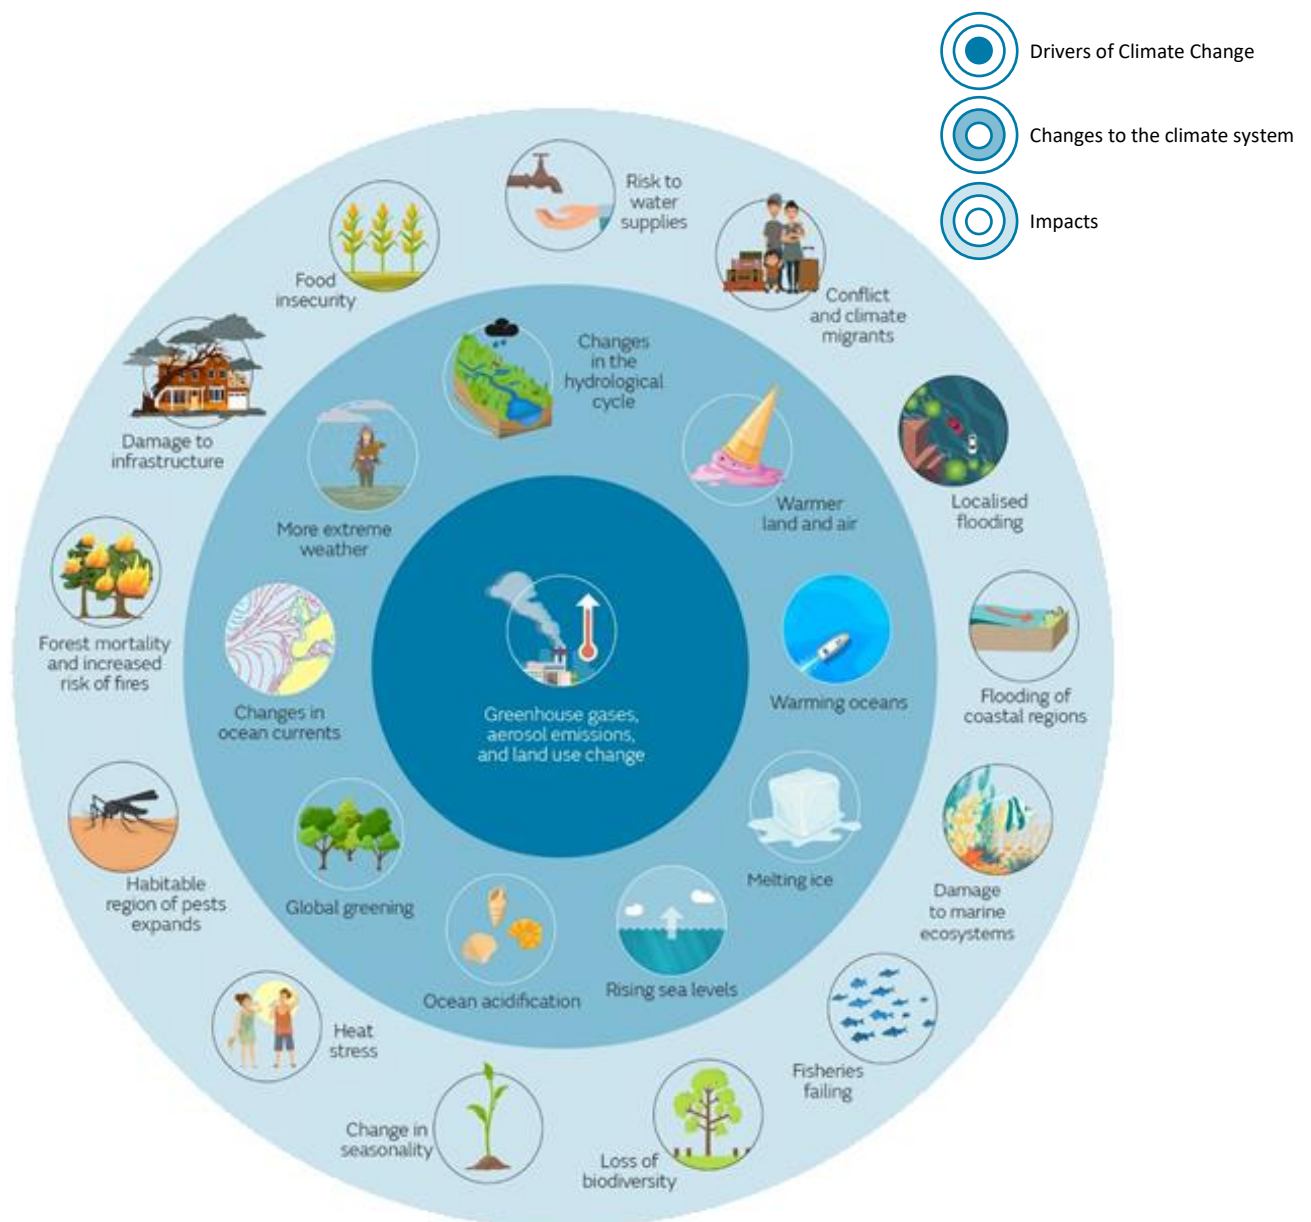 Drivers of Climate Change
Changes to the climate system
Impacts
Risk to
water
supplies
Conflict
and climate
migrants
Localised
flooding
Flooding of
coastal regions
Damage
to marine
ecosystems
Fisheries
failing
Loss of
biodiversity
Change in
seasonality
Heat
stress
Habitable
region of pests
expands
Forest mortality
and increased
risk of fires
Damage to
infrastructure
Food
insecurity
Changes
in the
hydrological
cycle
Warmer
land and air
Warming oceans
Melting ice
Rising sea levels
Ocean acidification
Global greening
Changes in
ocean currents
More extreme
weather
Greenhouse gases,
aerosol emissions,
and land use change